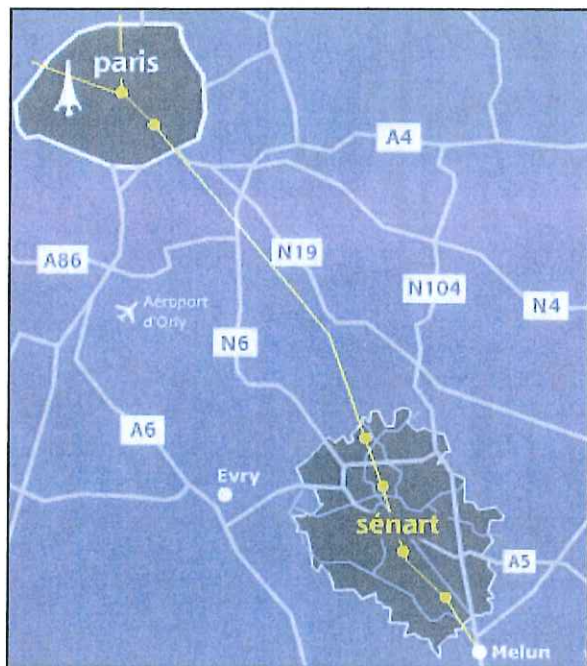 paris
A4
A86
N19
N104
N4
Aéroport
d'Orly
N6
A6
Evry
sénart
A5
Melun